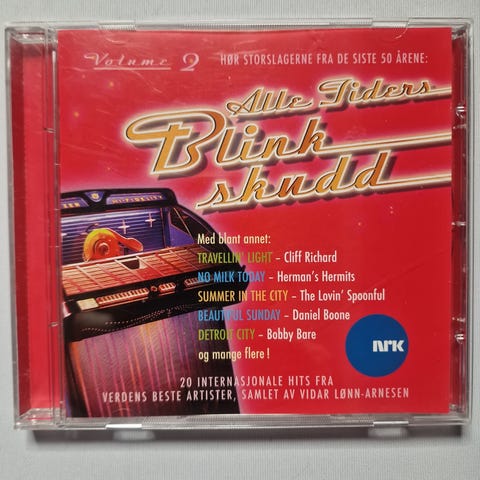 Volume 2
HØR STORSLAGERNE FRA DE SISTE 50 ÅRENE:
Alle Tiders
Blink
skudd
Med blant annet:
TRAVELLIN' LIGHT – Cliff Richard
NO MILK TODAY – Herman's Hermits
SUMMER IN THE CITY – The Lovin' Spoonful
BEAUTIFUL SUNDAY – Daniel Boone
DETROIT CITY – Bobby Bare
og mange flere!
NRK
20 INTERNASJONALE HITS FRA
VERDENS BESTE ARTISTER, SAMLET AV VIDAR LØNN-ARNESEN